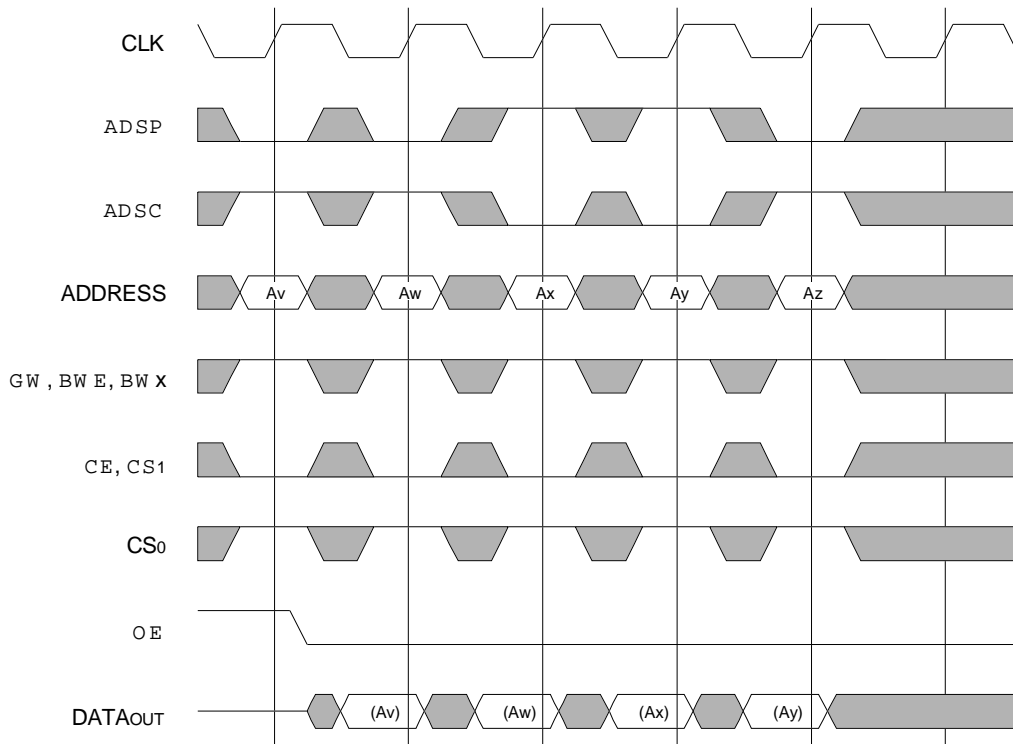 CLK
ADSP
ADSC
ADDRESS Av Aw Ax Ay Az
GW, BWE, BWx
CE, CS1
CS0
OE
DATAOUT (Av) (Aw) (Ax) (Ay)